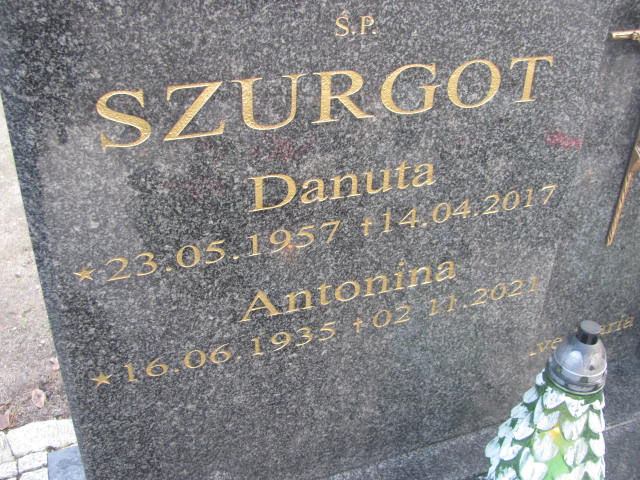 Ś.P.
SZURGOT
Danuta
★ 23.05.1957 † 14.04.2017
Antonina
★ 16.06.1935 † 02 11.2021